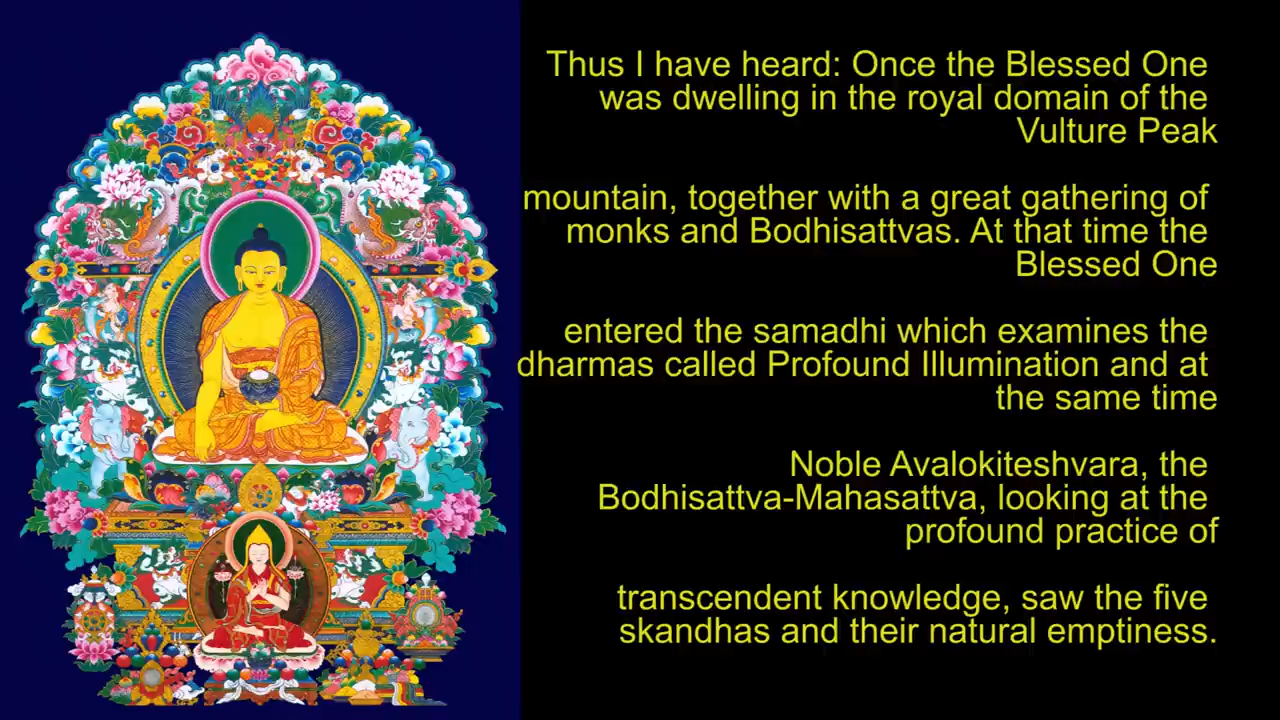 Thus I have heard: Once the Blessed One
was dwelling in the royal domain of the
Vulture Peak
mountain, together with a great gathering of
monks and Bodhisattvas. At that time the
Blessed One
entered the samadhi which examines the
dharmas called Profound Illumination and at
the same time
Noble Avalokiteshvara, the
Bodhisattva-Mahasattva, looking at the
profound practice of
transcendent knowledge, saw the five
skandhas and their natural emptiness.